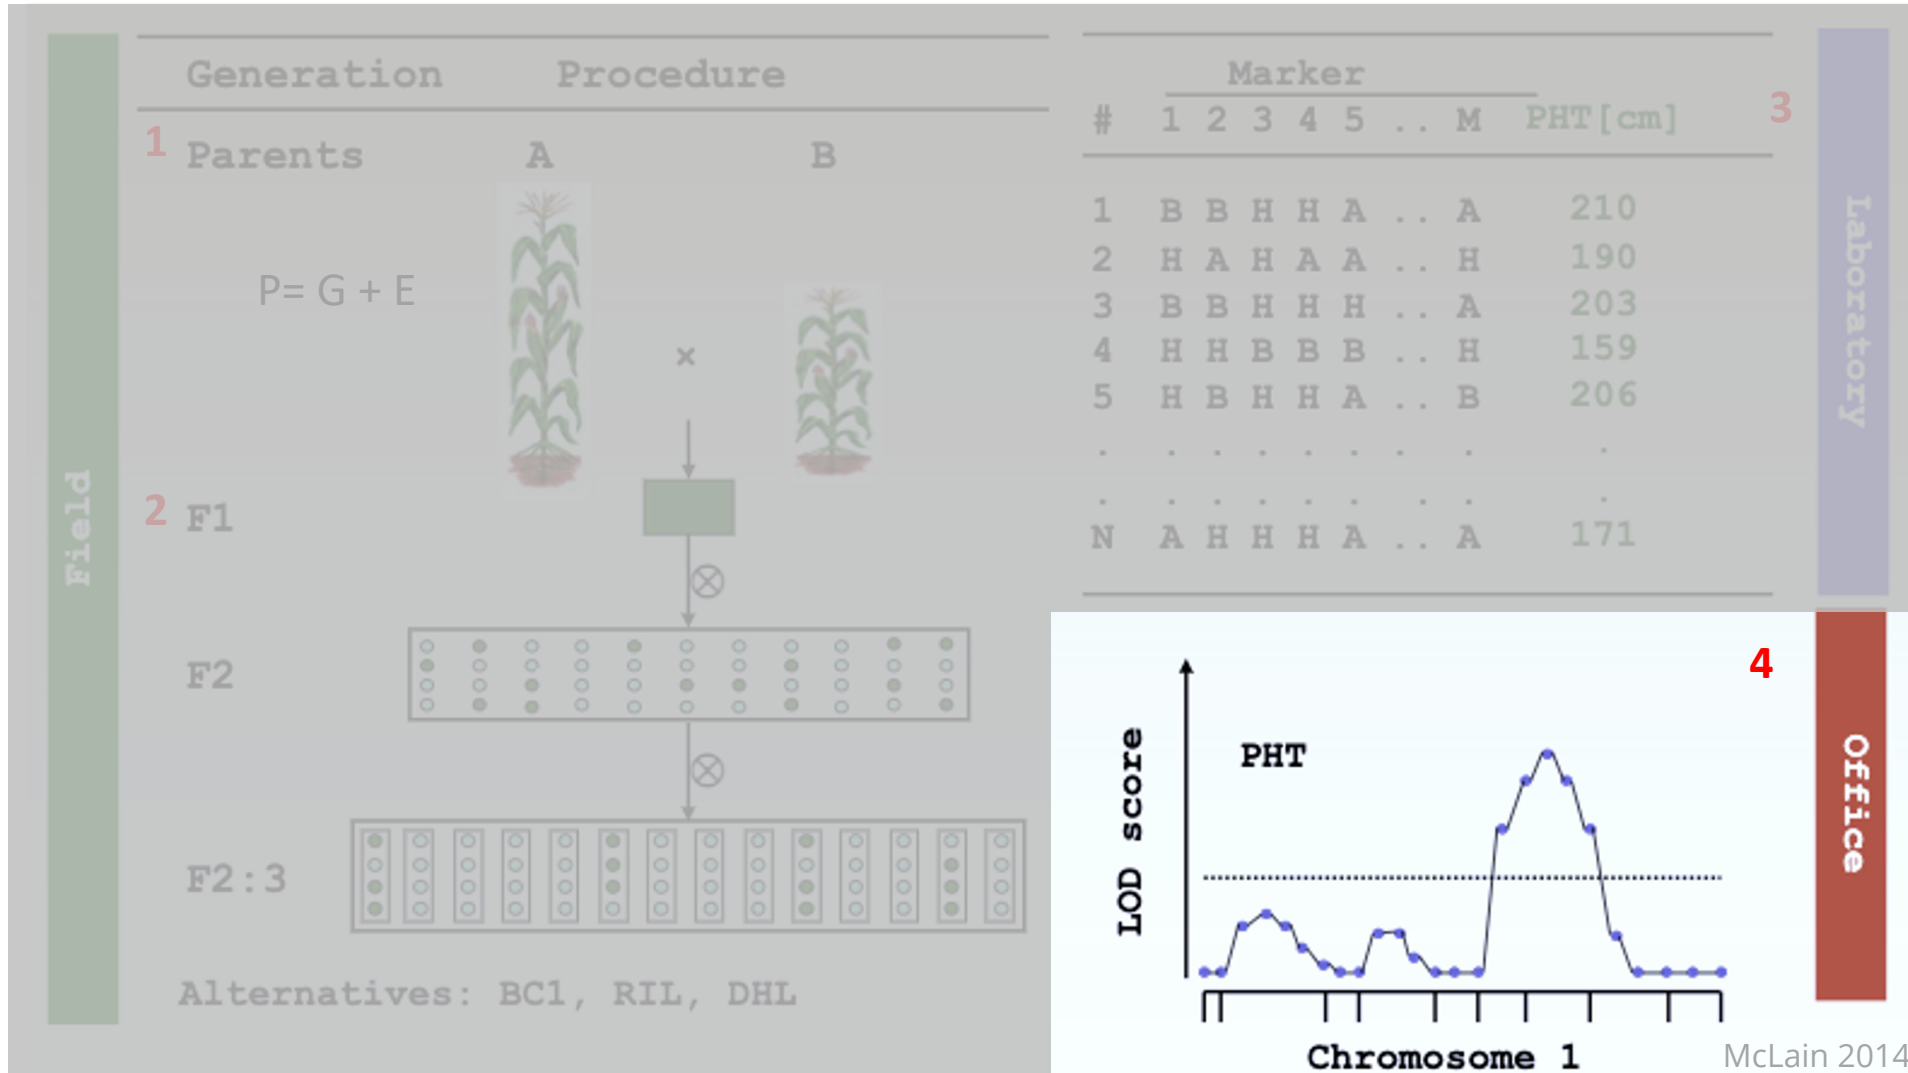 Generation Procedure
1 Parents A B
P= G + E
×
2 F1
F2
F2:3
Alternatives: BC1, RIL, DHL
Field
Marker
# 1 2 3 4 5 .. M PHT[cm] 3
1 B B H H A .. A 210
2 H A H A A .. H 190
3 B B H H H .. A 203
4 H H B B B .. H 159
5 H B H H A .. B 206
. . . . . . . . . .
. . . . . . . . . .
N A H H H A .. A 171
Laboratory
4
PHT
LOD score
Chromosome 1
Office
McLain 2014